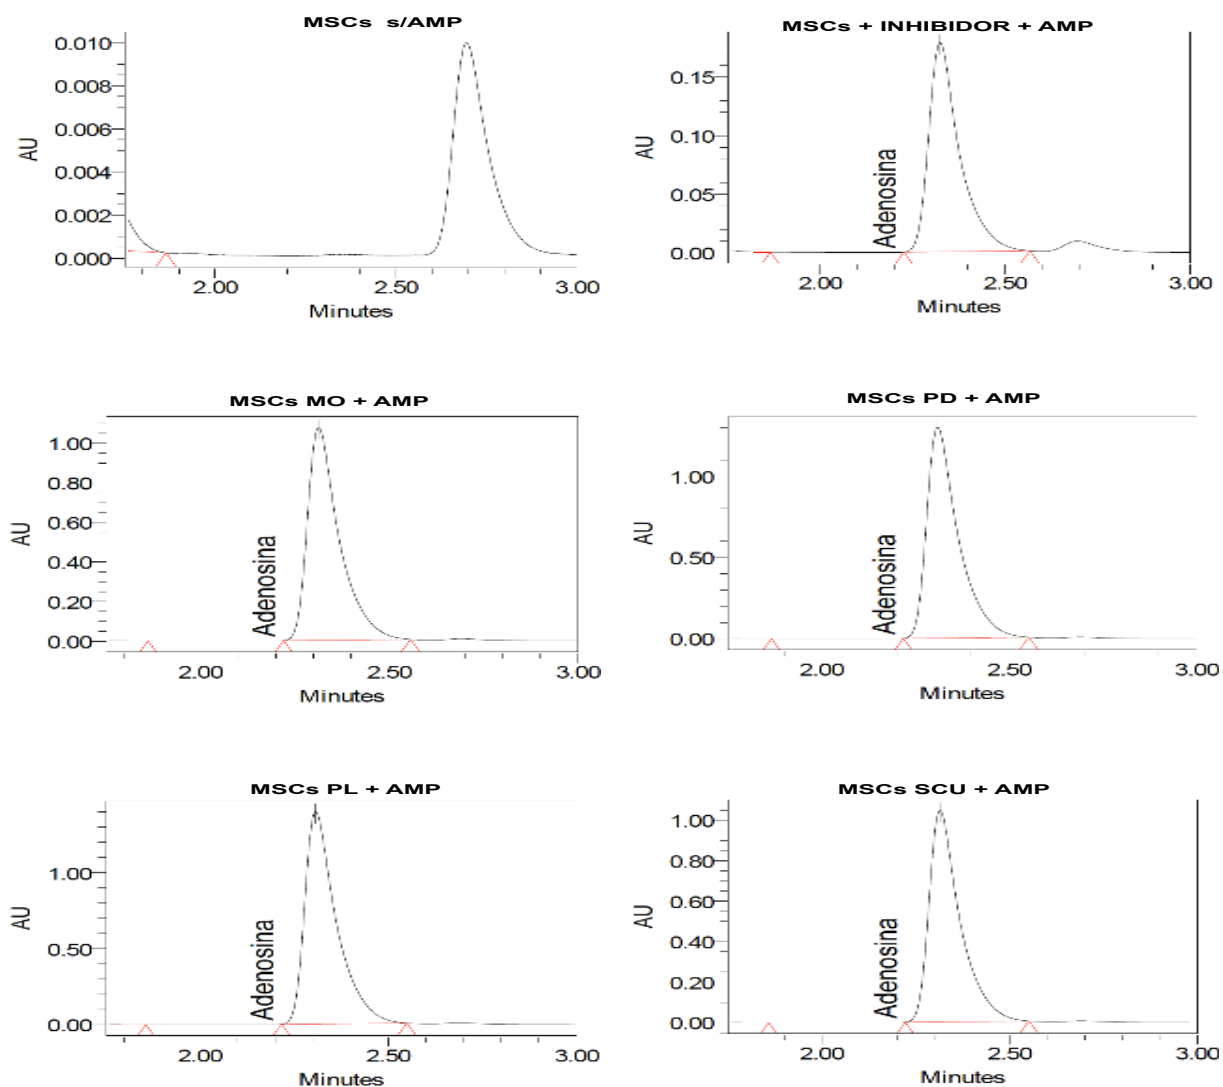 MSCs s/AMP
0.010
0.008
0.006
0.004
0.002
0.000
AU
2.00 2.50 3.00
Minutes
MSCs + INHIBIDOR + AMP
0.15
0.10
0.05
0.00
AU
Adenosina
2.00 2.50 3.00
Minutes
MSCs MO + AMP
1.00
0.80
0.60
0.40
0.20
0.00
AU
Adenosina
2.00 2.50 3.00
Minutes
MSCs PD + AMP
1.00
0.50
0.00
AU
Adenosina
2.00 2.50 3.00
Minutes
MSCs PL + AMP
1.00
0.50
0.00
AU
Adenosina
2.00 2.50 3.00
Minutes
MSCs SCU + AMP
1.00
0.80
0.60
0.40
0.20
0.00
AU
Adenosina
2.00 2.50 3.00
Minutes